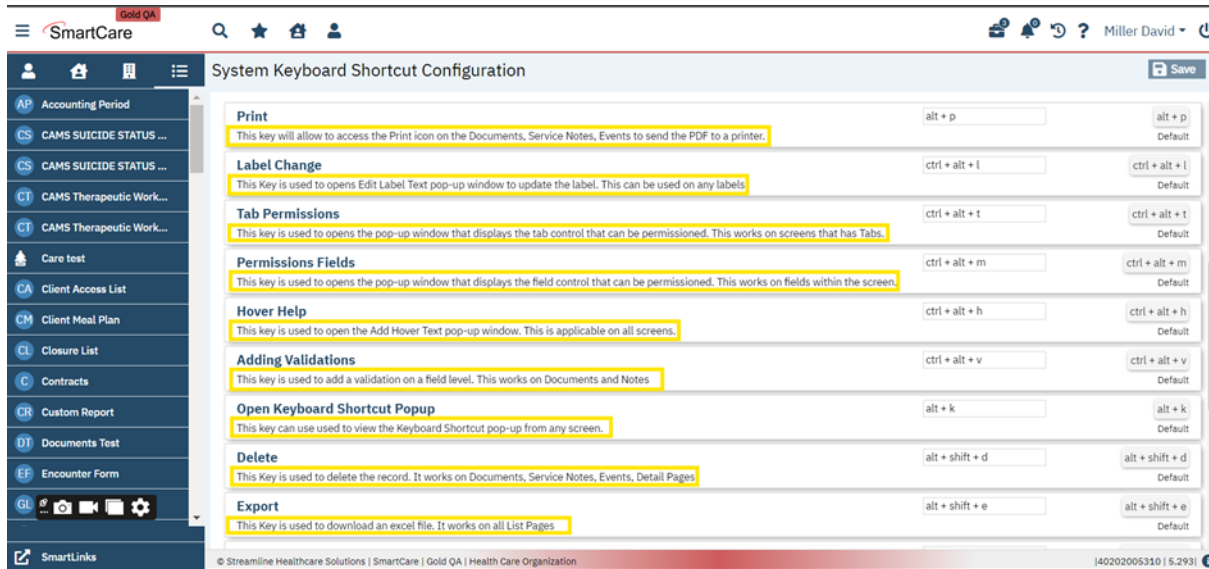 Gold QA
SmartCare
3
0
?
Miller David
System Keyboard Shortcut Configuration
Save
AP Accounting Period
CS CAMS SUICIDE STATUS ...
CS CAMS SUICIDE STATUS ...
CT CAMS Therapeutic Work...
CT CAMS Therapeutic Work...
Care test
CA Client Access List
CM Client Meal Plan
CL Closure List
C Contracts
CR Custom Report
DT Documents Test
EF Encounter Form
GL
SmartLinks
Print
alt + p
alt + p
This key will allow to access the Print icon on the Documents, Service Notes, Events to send the PDF to a printer.
Default
Label Change
ctrl + alt + l
ctrl + alt + l
This Key is used to opens Edit Label Text pop-up window to update the label. This can be used on any labels
Default
Tab Permissions
ctrl + alt + t
ctrl + alt + t
This key is used to opens the pop-up window that displays the tab control that can be permissioned. This works on screens that has Tabs.
Default
Permissions Fields
ctrl + alt + m
ctrl + alt + m
This key is used to opens the pop-up window that displays the field control that can be permissioned. This works on fields within the screen.
Default
Hover Help
ctrl + alt + h
ctrl + alt + h
This key is used to open the Add Hover Text pop-up window. This is applicable on all screens.
Default
Adding Validations
ctrl + alt + v
ctrl + alt + v
This key is used to add a validation on a field level. This works on Documents and Notes
Default
Open Keyboard Shortcut Popup
alt + k
alt + k
This key can use used to view the Keyboard Shortcut pop-up from any screen.
Default
Delete
alt + shift + d
alt + shift + d
This Key is used to delete the record. It works on Documents, Service Notes, Events, Detail Pages
Default
Export
alt + shift + e
alt + shift + e
This Key is used to download an excel file. It works on all List Pages
Default
© Streamline Healthcare Solutions | SmartCare | Gold QA | Health Care Organization
|40202005310 | 5.293|